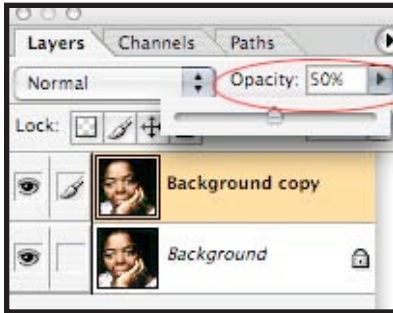 Layers Channels Paths
Normal Opacity: 50%
Lock:
Background copy
Background